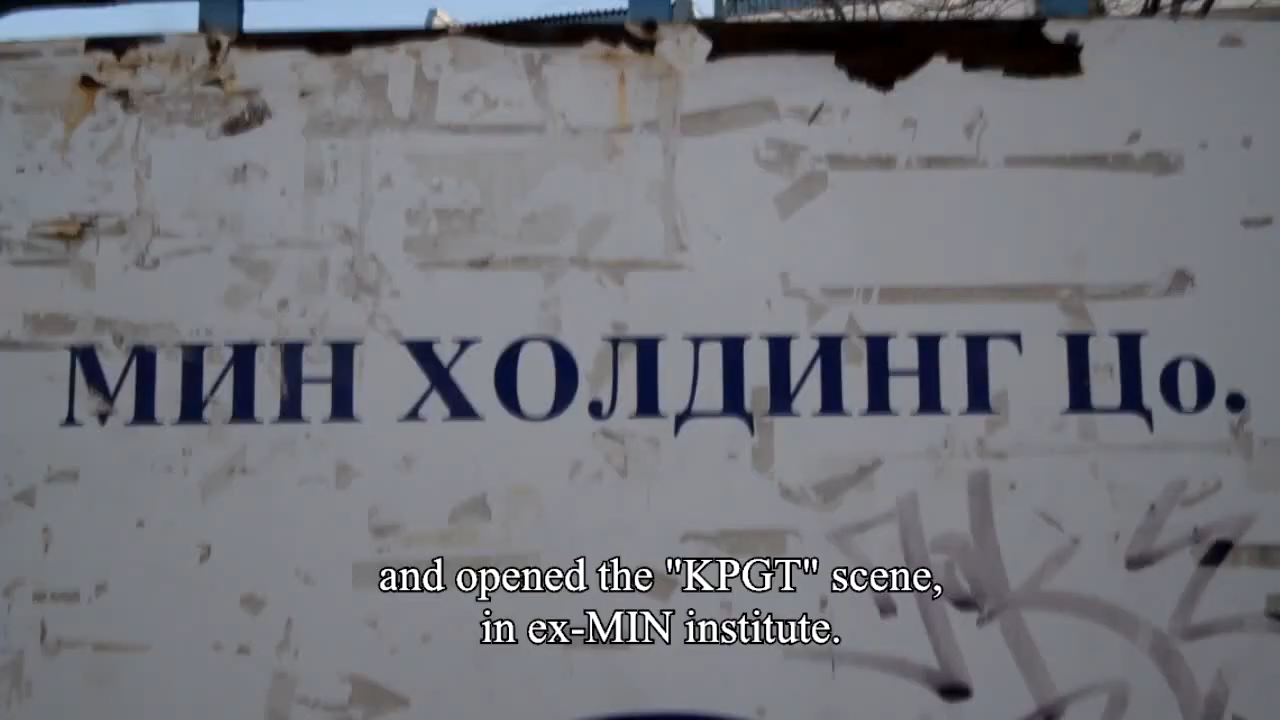 МИН ХОЛДИНГ Цо.
and opened the "KPGT" scene,
in ex-MIN institute.